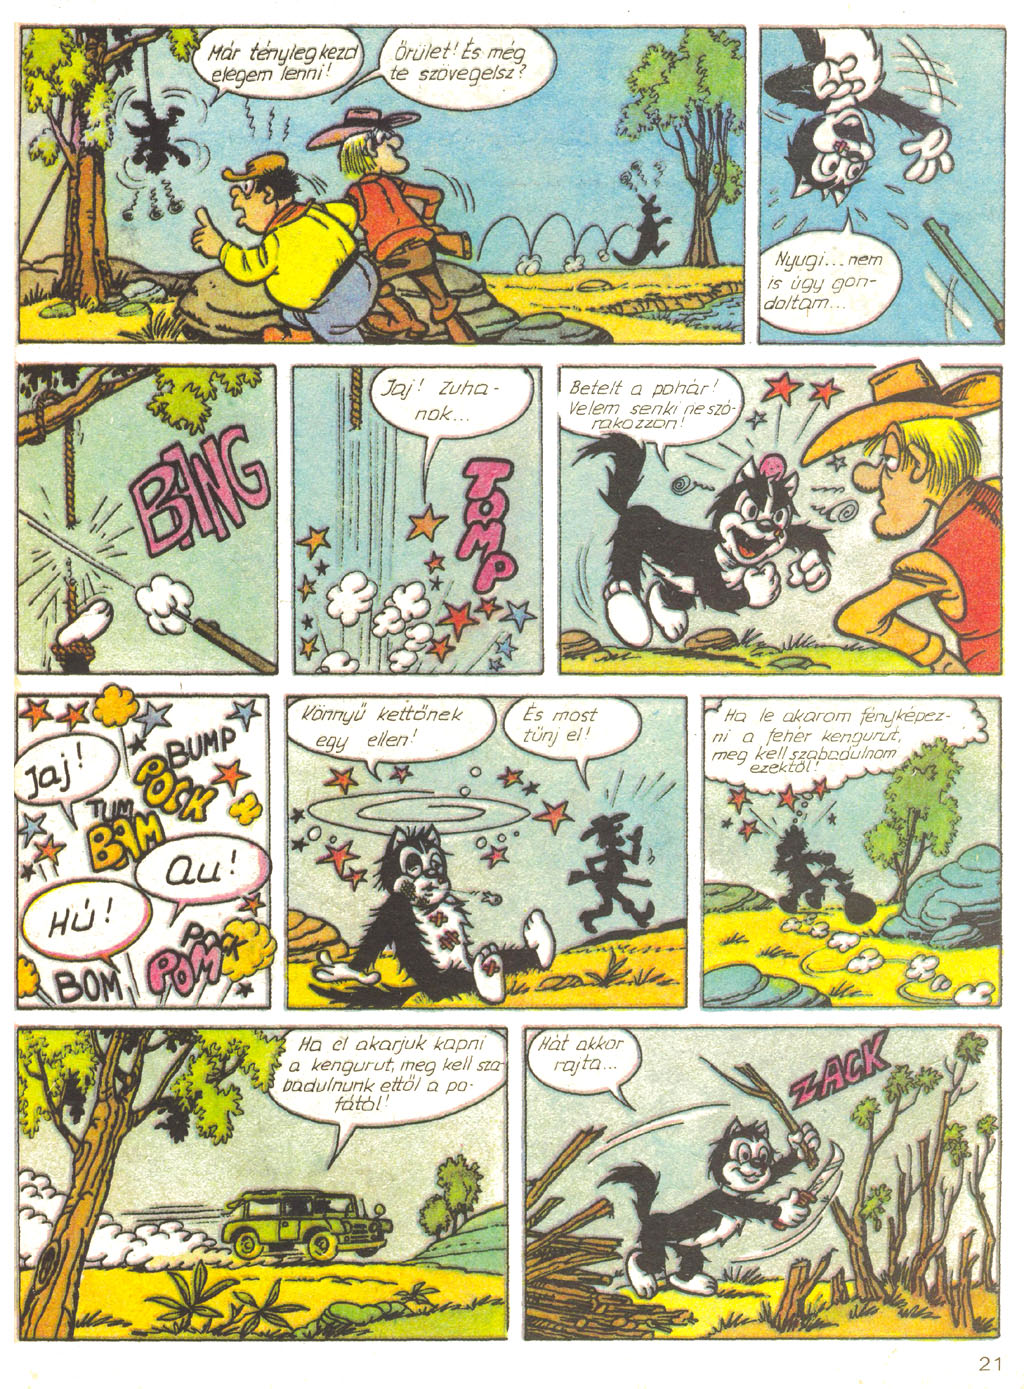 Már tényleg kezd
elegem lenni!
Őrület! És még
te szövegelsz?
Nyugi... nem
is úgy gon-
doltam...
BANG
Jaj! Zuha-
nok...
TOMP
Betelt a pohár!
Velem senki ne szó-
rakozzon!
Jaj!
BUMP
POCK
TUM
BAM
Au!
HÚ!
POCK
POM
BOM
Könnyű kettőnek
egy ellen!
És most
tűnj el!
Ha le akarom fényképez-
ni a fehér kengurut,
meg kell szabadulnom
ezektől!
Ha el akarjuk kapni
a kengurut, meg kell sza-
badulnunk ettől a po-
fától!
Hát akkor
rajta...
ZACK
21